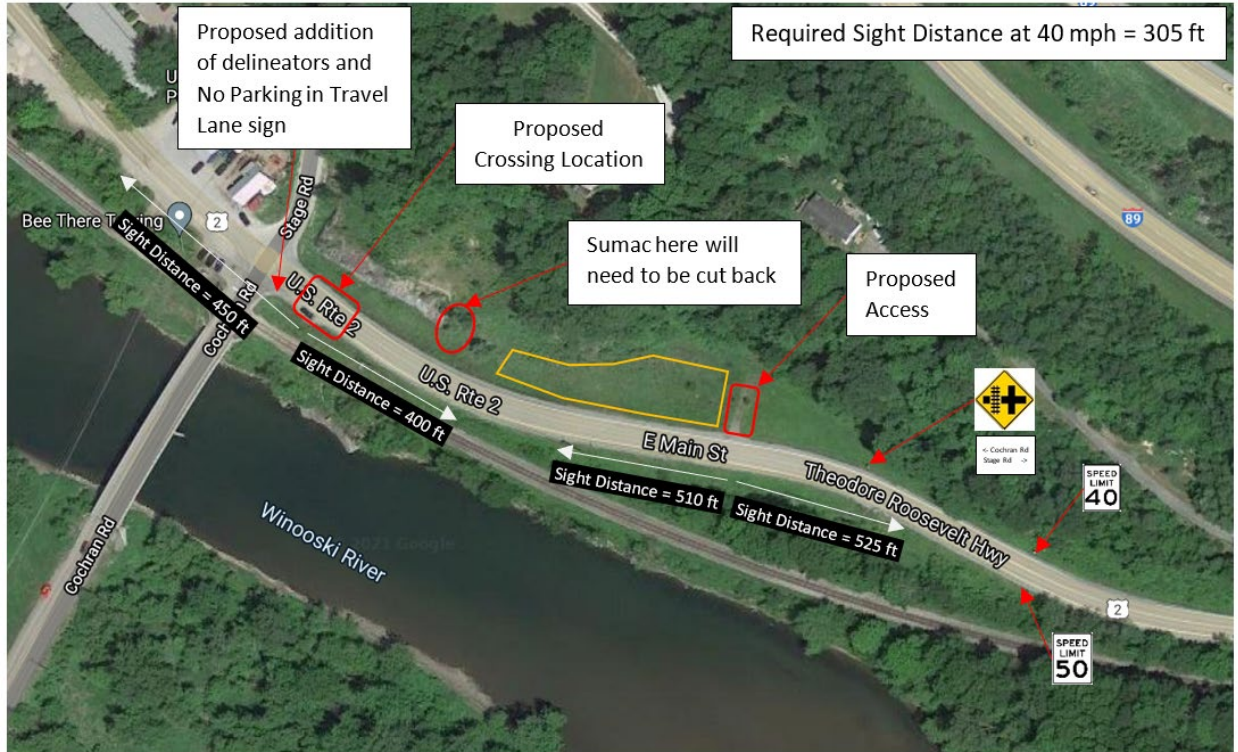 Required Sight Distance at 40 mph = 305 ft
Proposed addition
of delineators and
No Parking in Travel
Lane sign
Proposed
Crossing Location
Sumac here will
need to be cut back
Proposed
Access
U
P
Bee There Towing
2
Stage Rd
89
Sight Distance = 450 ft
Cochran Rd
U.S. Rte 2
Sight Distance = 400 ft
U.S. Rte 2
E Main St
Theodore Roosevelt Hwy
<- Cochran Rd
Stage Rd ->
SPEED
LIMIT
40
Sight Distance = 510 ft
Sight Distance = 525 ft
Winooski River
2021 Google
Cochran Rd
2
SPEED
LIMIT
50